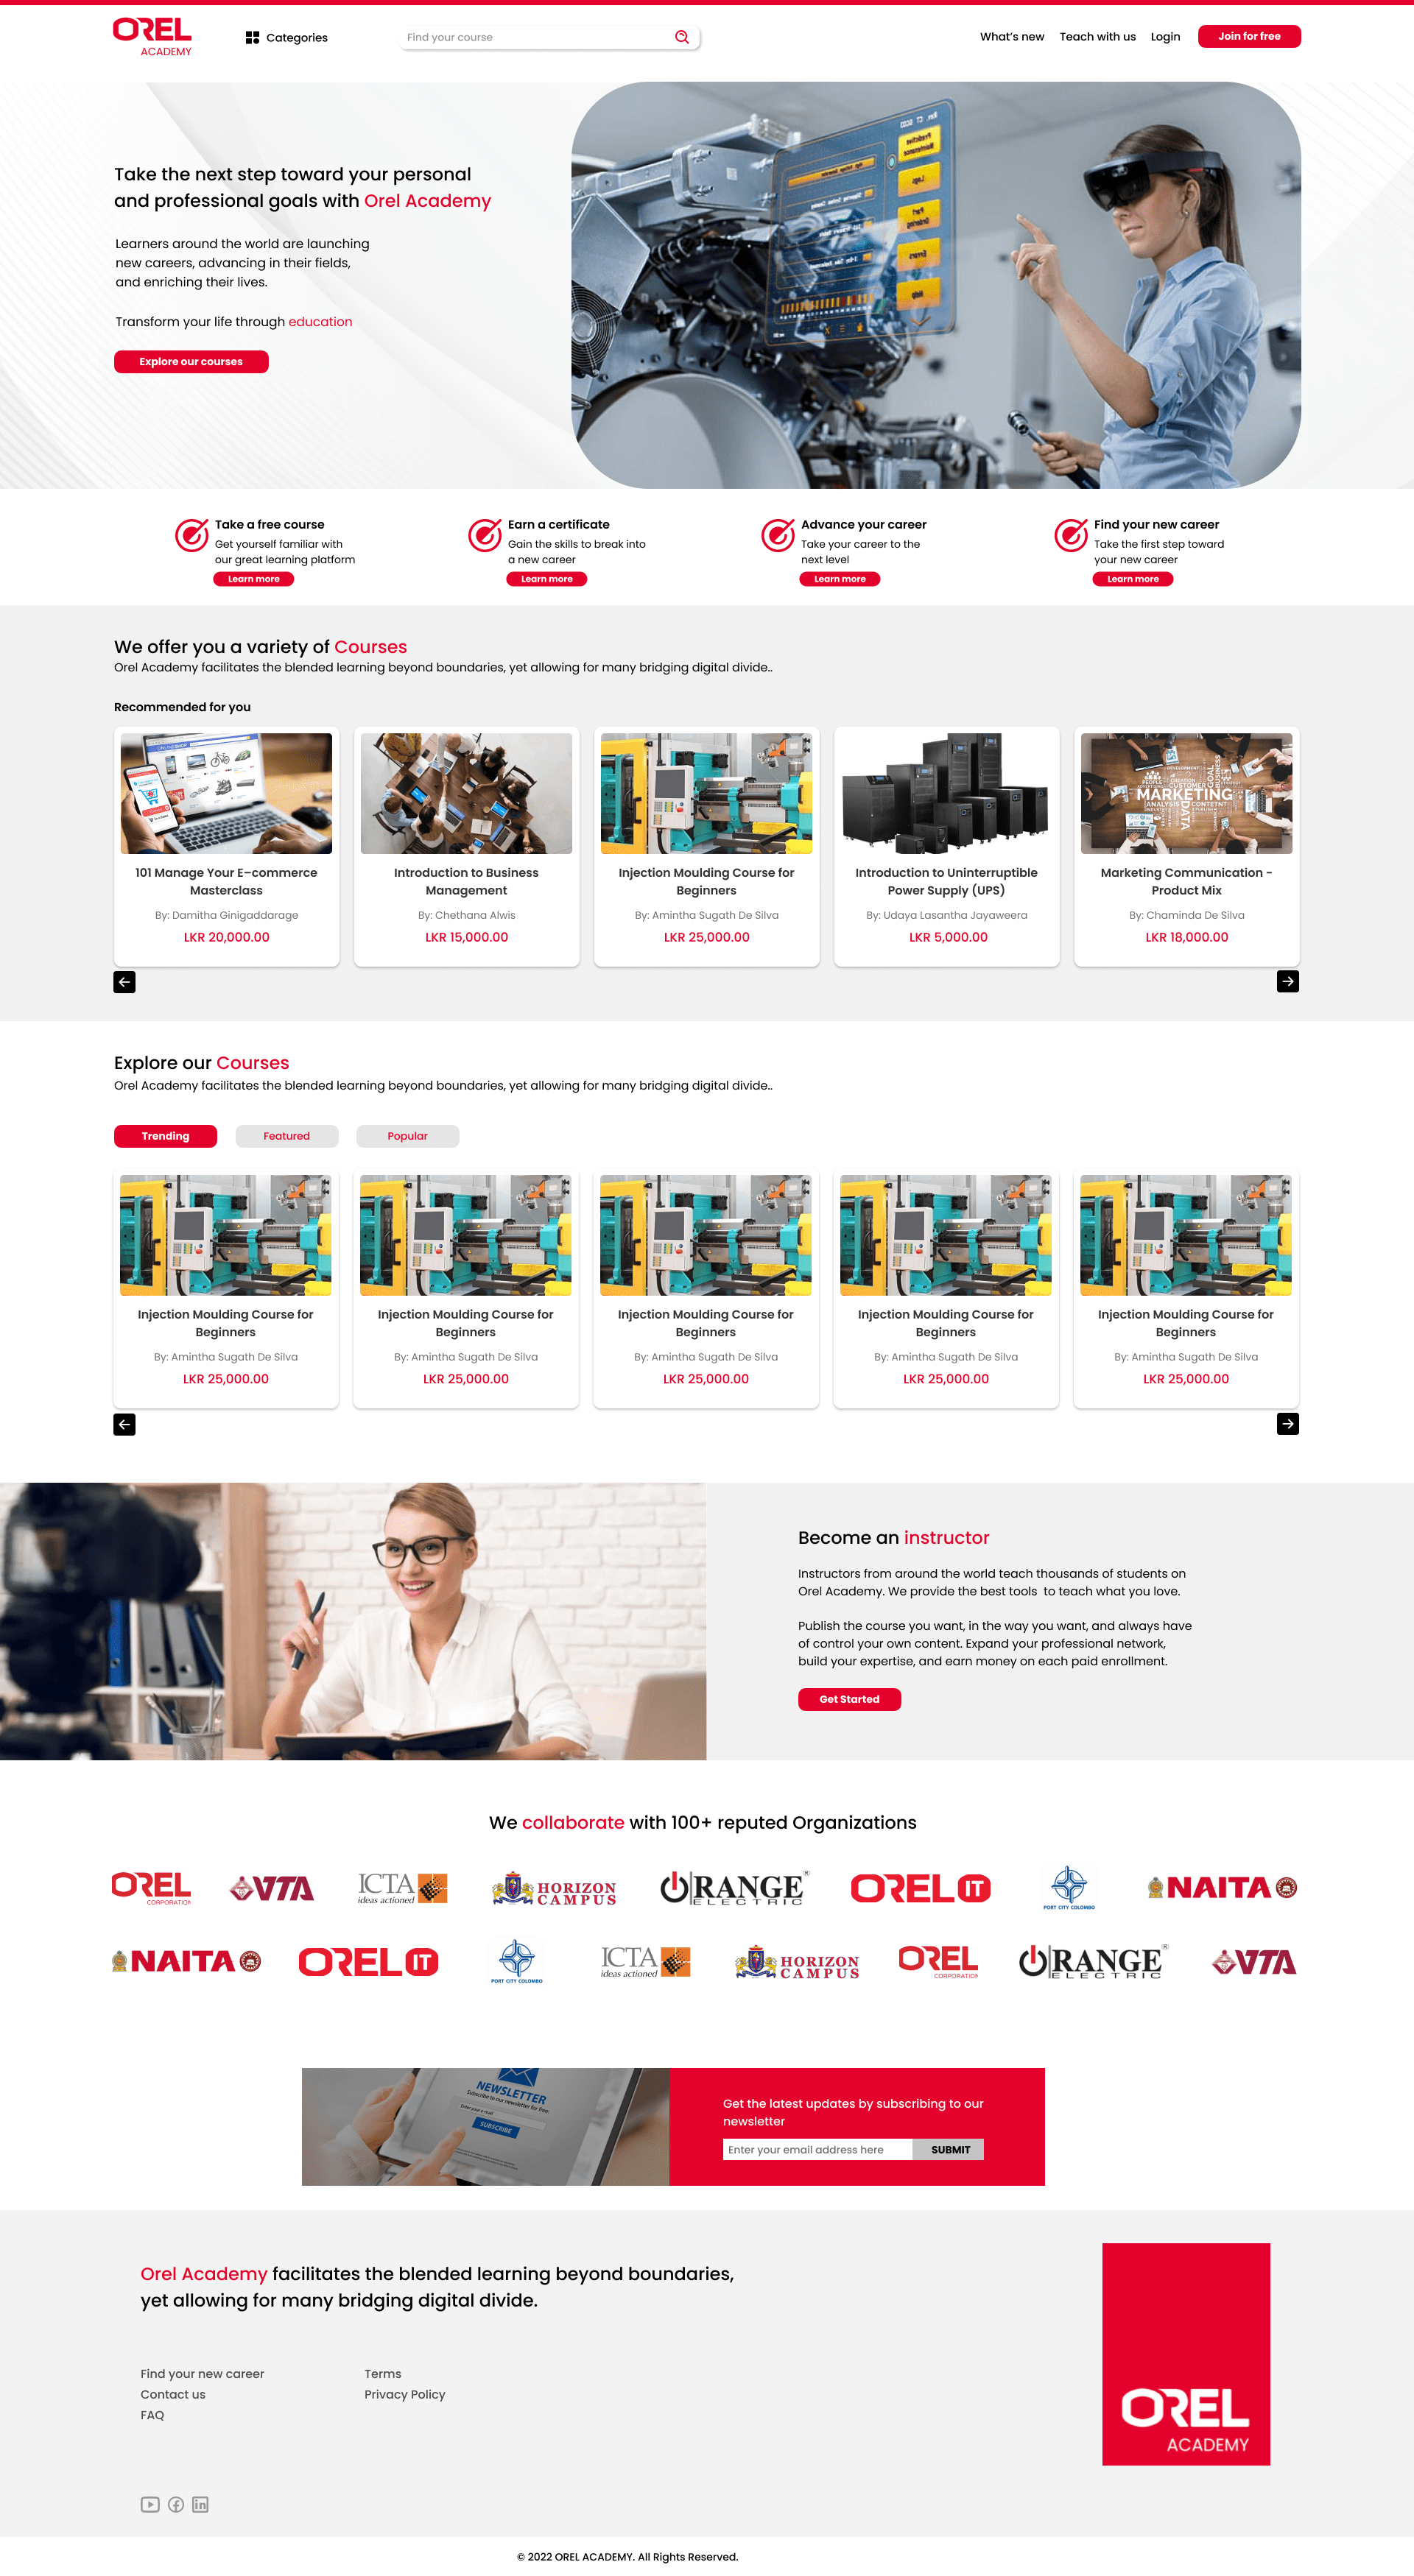 OREL
ACADEMY
Categories
Find your course
What's new
Teach with us
Login
Join for free
Take the next step toward your personal
and professional goals with Orel Academy
Learners around the world are launching
new careers, advancing in their fields,
and enriching their lives.
Transform your life through education
Explore our courses
Take a free course
Get yourself familiar with
our great learning platform
Learn more
Earn a certificate
Gain the skills to break into
a new career
Learn more
Advance your career
Take your career to the
next level
Learn more
Find your new career
Take the first step toward
your new career
Learn more
We offer you a variety of Courses
Orel Academy facilitates the blended learning beyond boundaries, yet allowing for many bridging digital divide..
Recommended for you
101 Manage Your E–commerce
Masterclass
By: Damitha Ginigaddarage
LKR 20,000.00
Introduction to Business
Management
By: Chethana Alwis
LKR 15,000.00
Injection Moulding Course for
Beginners
By: Amintha Sugath De Silva
LKR 25,000.00
Introduction to Uninterruptible
Power Supply (UPS)
By: Udaya Lasantha Jayaweera
LKR 5,000.00
MARKETING
Marketing Communication -
Product Mix
By: Chaminda De Silva
LKR 18,000.00
Explore our Courses
Orel Academy facilitates the blended learning beyond boundaries, yet allowing for many bridging digital divide..
Trending
Featured
Popular
Injection Moulding Course for
Beginners
By: Amintha Sugath De Silva
LKR 25,000.00
Injection Moulding Course for
Beginners
By: Amintha Sugath De Silva
LKR 25,000.00
Injection Moulding Course for
Beginners
By: Amintha Sugath De Silva
LKR 25,000.00
Injection Moulding Course for
Beginners
By: Amintha Sugath De Silva
LKR 25,000.00
Injection Moulding Course for
Beginners
By: Amintha Sugath De Silva
LKR 25,000.00
Become an instructor
Instructors from around the world teach thousands of students on
Orel Academy. We provide the best tools  to teach what you love.
Publish the course you want, in the way you want, and always have
of control your own content. Expand your professional network,
build your expertise, and earn money on each paid enrollment.
Get Started
We collaborate with 100+ reputed Organizations
OREL
CORPORATION
VTA
ICTA
ideas actioned
HORIZON
CAMPUS
ORANGE®
ELECTRIC
OREL IT
PORT CITY COLOMBO
NAITA
NAITA
OREL IT
PORT CITY COLOMBO
ICTA
ideas actioned
HORIZON
CAMPUS
OREL
CORPORATION
ORANGE®
ELECTRIC
VTA
NEWSLETTER
Subscribe to our newsletter for free!
Enter your e-mail
SUBSCRIBE
Get the latest updates by subscribing to our
newsletter
Enter your email address here
SUBMIT
Orel Academy facilitates the blended learning beyond boundaries,
yet allowing for many bridging digital divide.
Find your new career
Contact us
FAQ
Terms
Privacy Policy
OREL
ACADEMY
© 2022 OREL ACADEMY. All Rights Reserved.